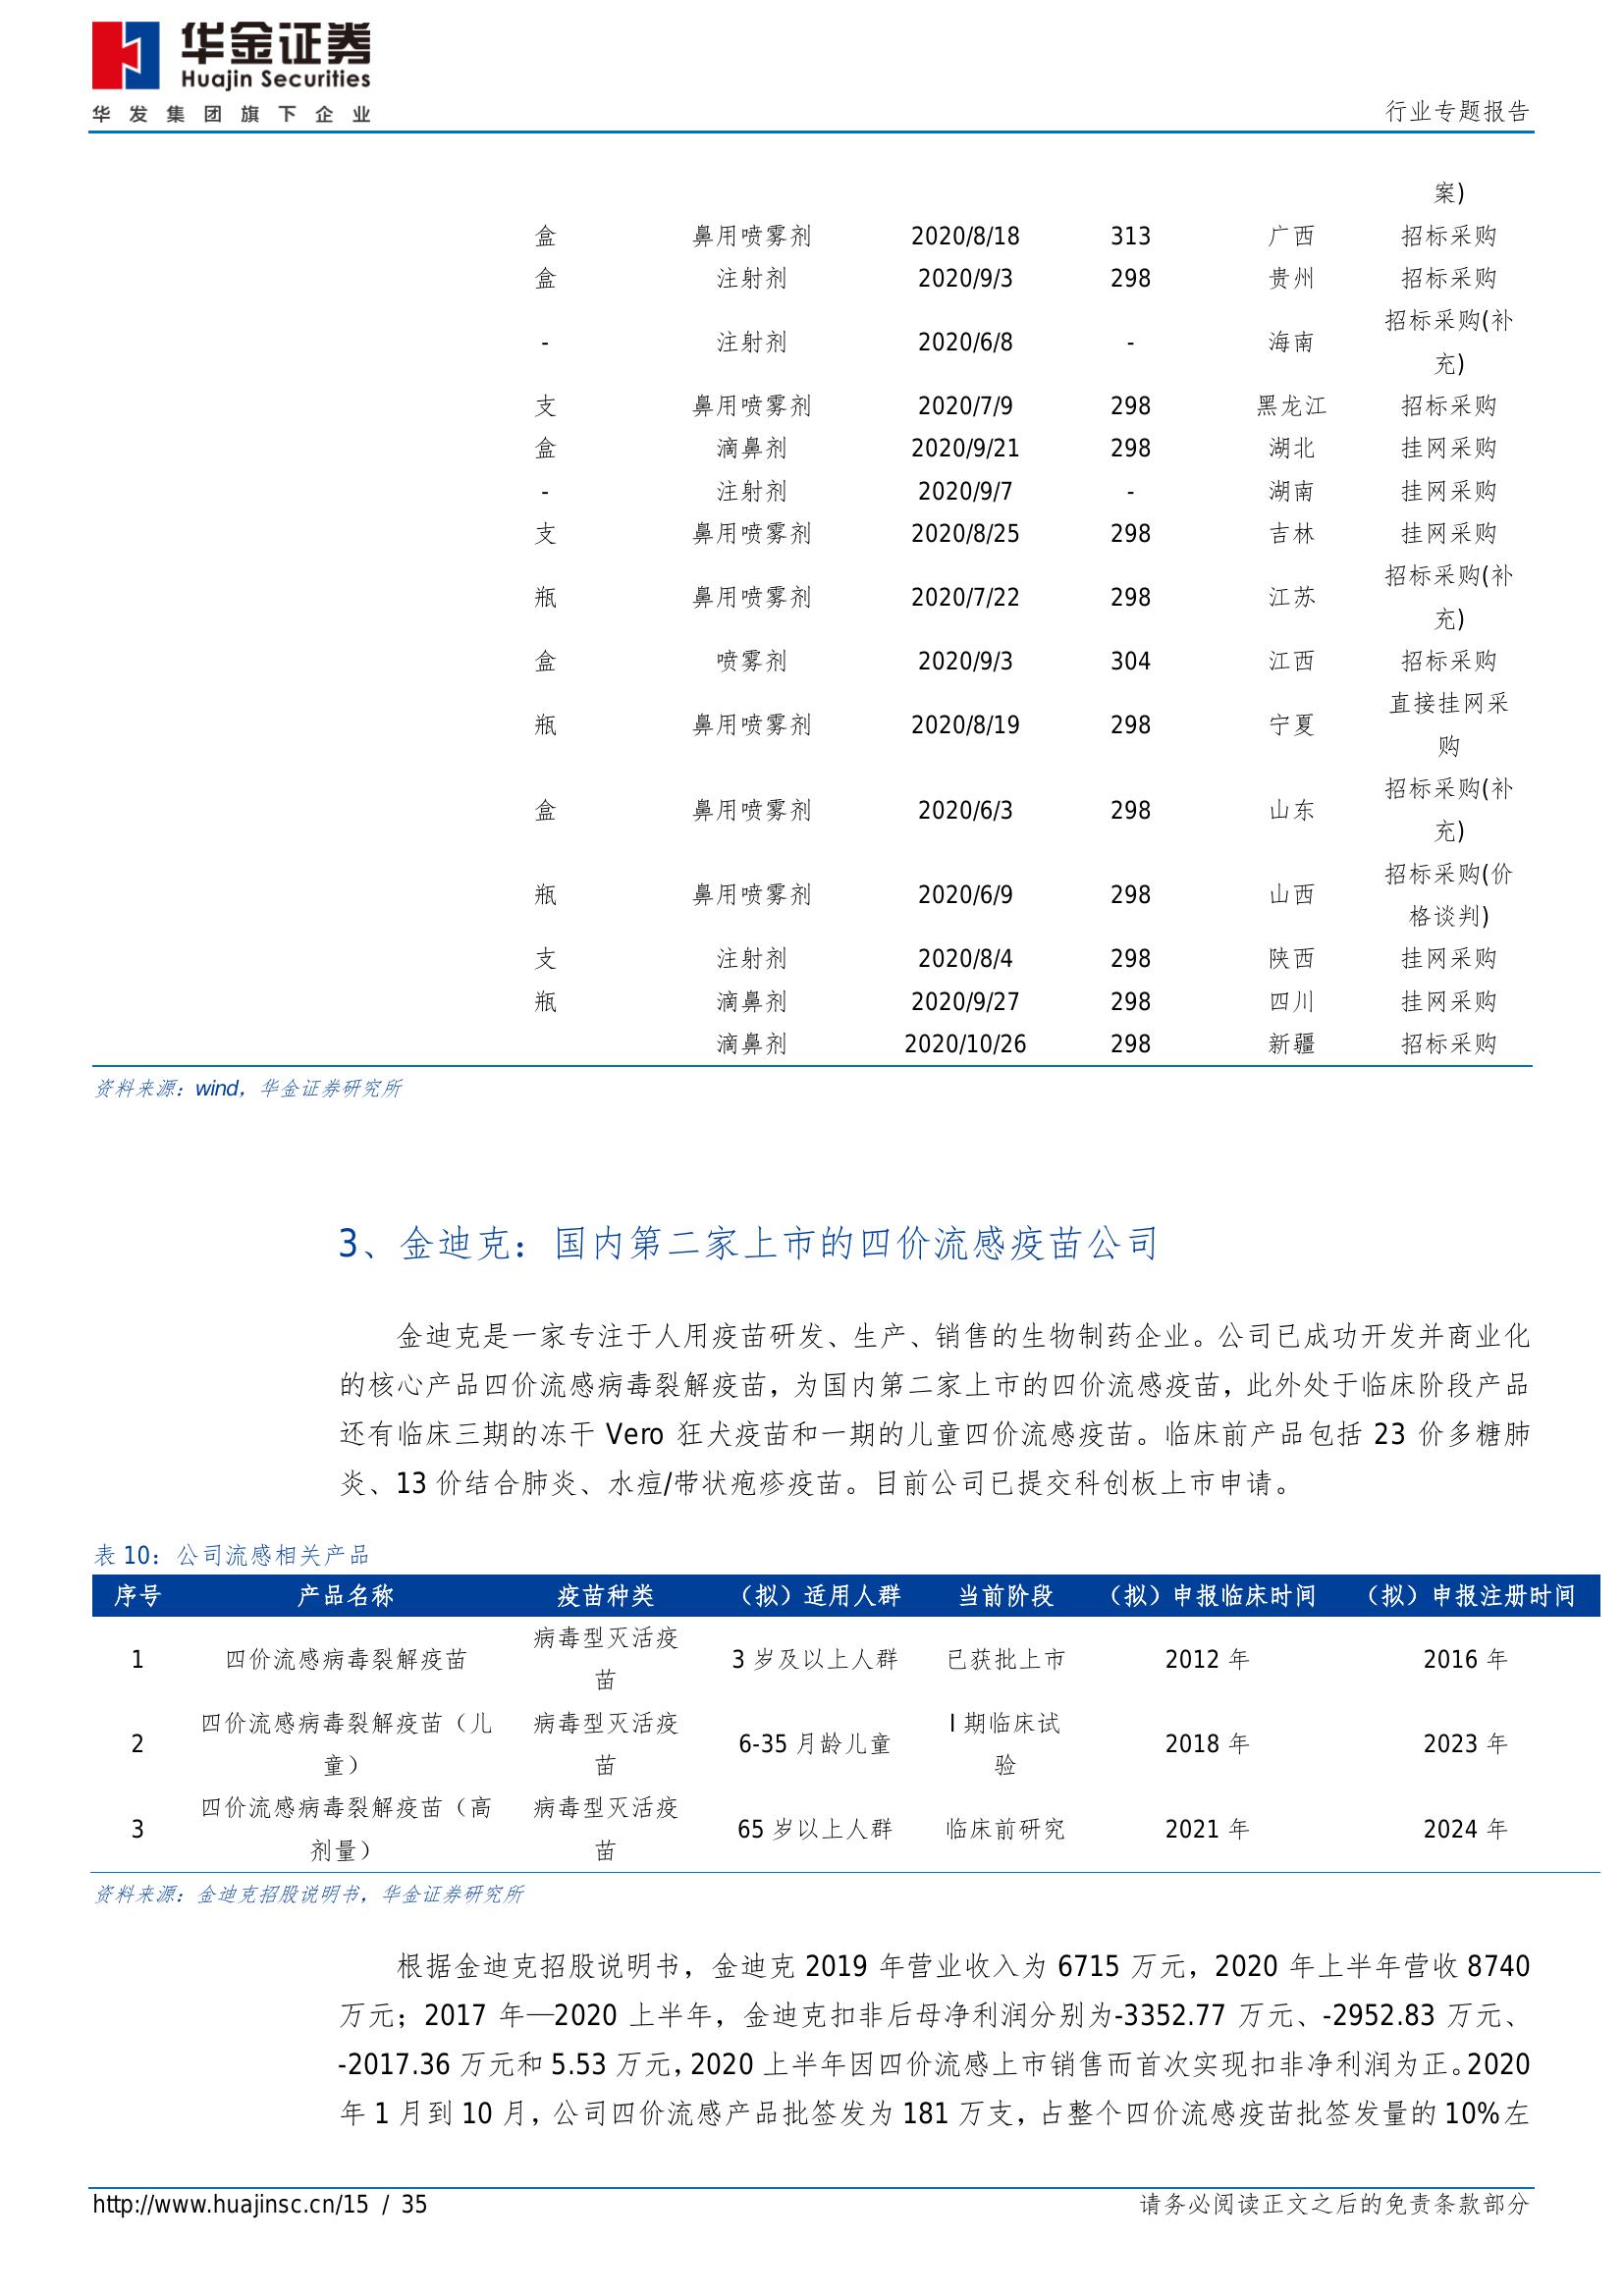 华金证券
Huajin Securities
华发集团旗下企业
行业专题报告
案)
盒 鼻用喷雾剂 2020/8/18 313 广西 招标采购
盒 注射剂 2020/9/3 298 贵州 招标采购
- 注射剂 2020/6/8 - 海南 招标采购(补
充)
支 鼻用喷雾剂 2020/7/9 298 黑龙江 招标采购
盒 滴鼻剂 2020/9/21 298 湖北 挂网采购
- 注射剂 2020/9/7 - 湖南 挂网采购
支 鼻用喷雾剂 2020/8/25 298 吉林 挂网采购
瓶 鼻用喷雾剂 2020/7/22 298 江苏 招标采购(补
充)
盒 喷雾剂 2020/9/3 304 江西 招标采购
瓶 鼻用喷雾剂 2020/8/19 298 宁夏 直接挂网采
购
盒 鼻用喷雾剂 2020/6/3 298 山东 招标采购(补
充)
瓶 鼻用喷雾剂 2020/6/9 298 山西 招标采购(价
格谈判)
支 注射剂 2020/8/4 298 陕西 挂网采购
瓶 滴鼻剂 2020/9/27 298 四川 挂网采购
滴鼻剂 2020/10/26 298 新疆 招标采购
资料来源：wind，华金证券研究所
3、金迪克：国内第二家上市的四价流感疫苗公司
金迪克是一家专注于人用疫苗研发、生产、销售的生物制药企业。公司已成功开发并商业化
的核心产品四价流感病毒裂解疫苗，为国内第二家上市的四价流感疫苗，此外处于临床阶段产品
还有临床三期的冻干 Vero 狂犬疫苗和一期的儿童四价流感疫苗。临床前产品包括 23 价多糖肺
炎、13 价结合肺炎、水痘/带状疱疹疫苗。目前公司已提交科创板上市申请。
表 10：公司流感相关产品
序号 产品名称 疫苗种类 （拟）适用人群 当前阶段 （拟）申报临床时间 （拟）申报注册时间
1 四价流感病毒裂解疫苗 病毒型灭活疫苗 3 岁及以上人群 已获批上市 2012 年 2016 年
2 四价流感病毒裂解疫苗（儿童） 病毒型灭活疫苗 6-35 月龄儿童 I 期临床试验 2018 年 2023 年
3 四价流感病毒裂解疫苗（高剂量） 病毒型灭活疫苗 65 岁以上人群 临床前研究 2021 年 2024 年
资料来源：金迪克招股说明书，华金证券研究所
根据金迪克招股说明书，金迪克 2019 年营业收入为 6715 万元，2020 年上半年营收 8740
万元；2017 年—2020 上半年，金迪克扣非后母净利润分别为-3352.77 万元、-2952.83 万元、
-2017.36 万元和 5.53 万元，2020 上半年因四价流感上市销售而首次实现扣非净利润为正。2020
年 1 月到 10 月，公司四价流感产品批签发为 181 万支，占整个四价流感疫苗批签发量的 10%左
http://www.huajinsc.cn/15 / 35
请务必阅读正文之后的免责条款部分